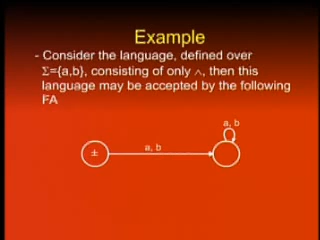 Example
- Consider the language, defined over
Σ={a,b}, consisting of only ∧, then this
language may be accepted by the following
FA
a, b
a, b
±